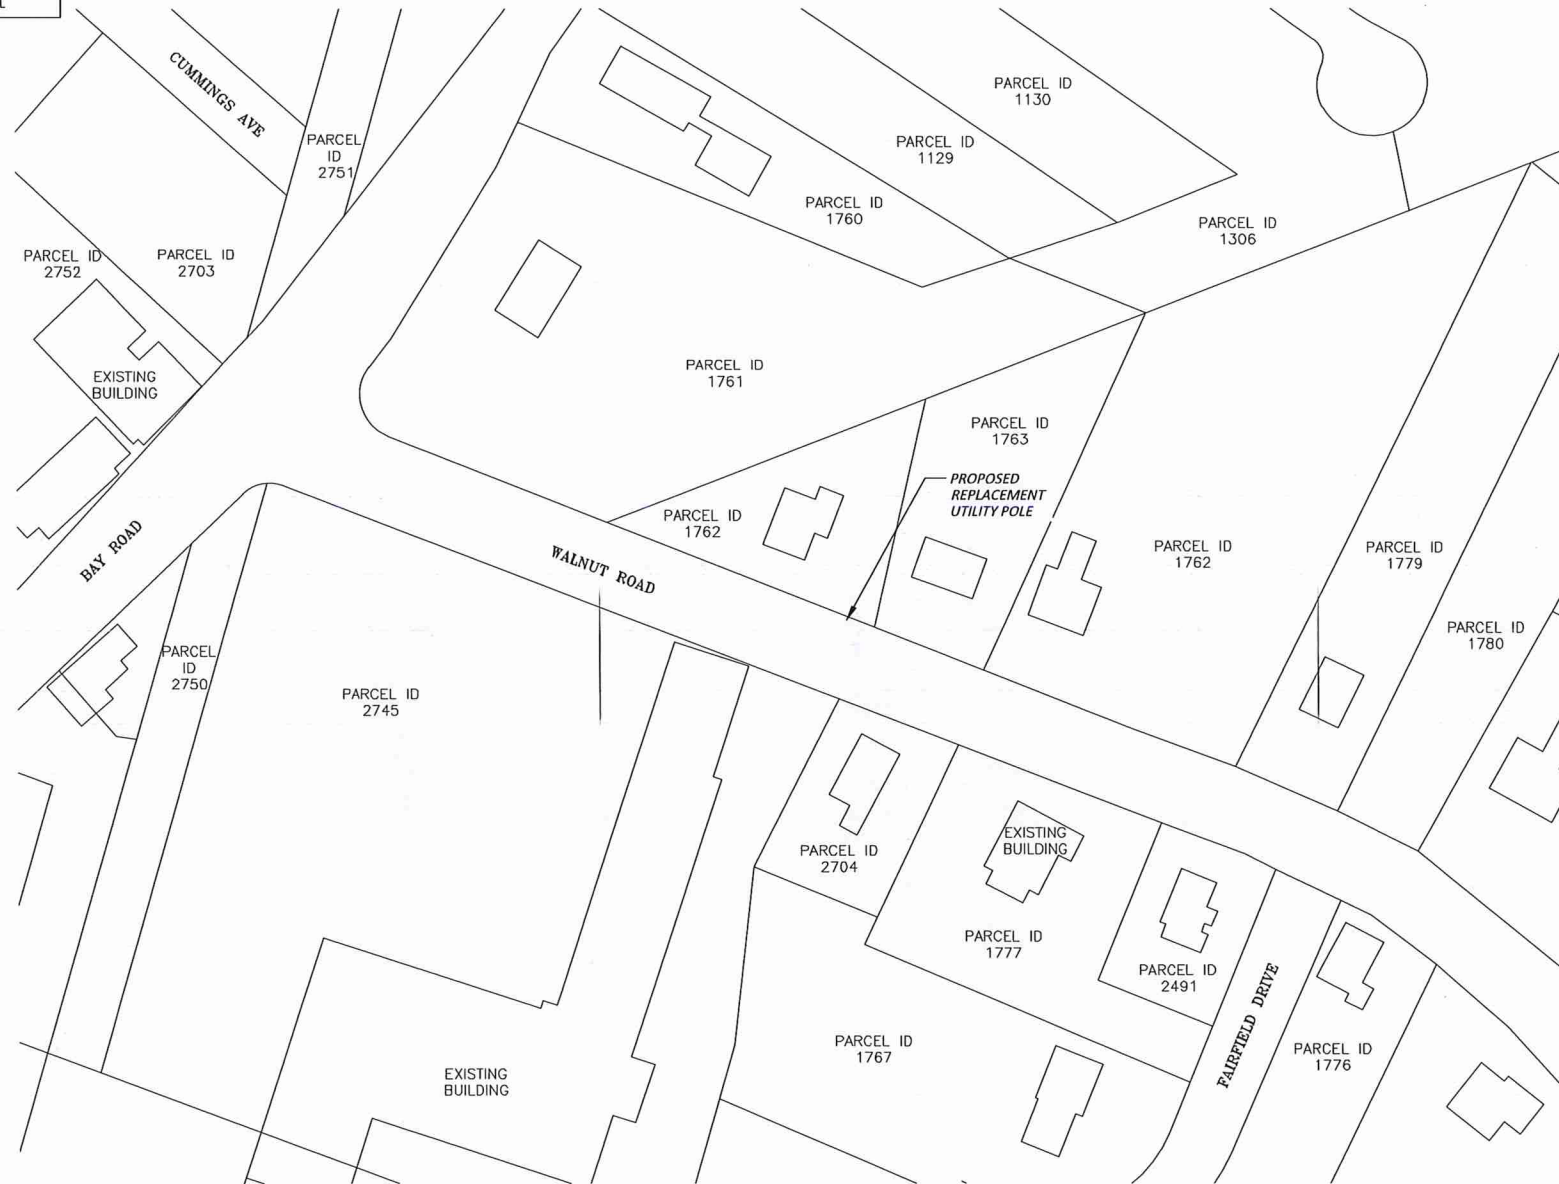 CUMMINGS AVE
PARCEL
ID
2751
PARCEL ID
1130
PARCEL ID
1129
PARCEL ID
1760
PARCEL ID
1306
PARCEL ID
2752
PARCEL ID
2703
EXISTING
BUILDING
PARCEL ID
1761
PARCEL ID
1763
PROPOSED
REPLACEMENT
UTILITY POLE
PARCEL ID
1762
BAY ROAD
WALNUT ROAD
PARCEL ID
1762
PARCEL ID
1779
PARCEL ID
1780
PARCEL
ID
2750
PARCEL ID
2745
PARCEL ID
2704
EXISTING
BUILDING
PARCEL ID
1777
PARCEL ID
2491
FAIRFIELD DRIVE
PARCEL ID
1767
PARCEL ID
1776
EXISTING
BUILDING